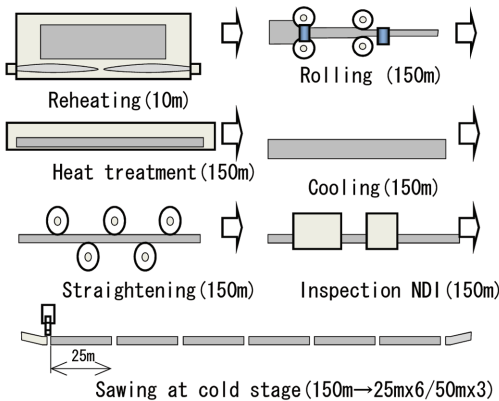 Reheating(10m)
Rolling (150m)
Heat treatment(150m)
Cooling(150m)
Straightening(150m)
Inspection NDI(150m)
25m
Sawing at cold stage(150m→25mx6/50mx3)